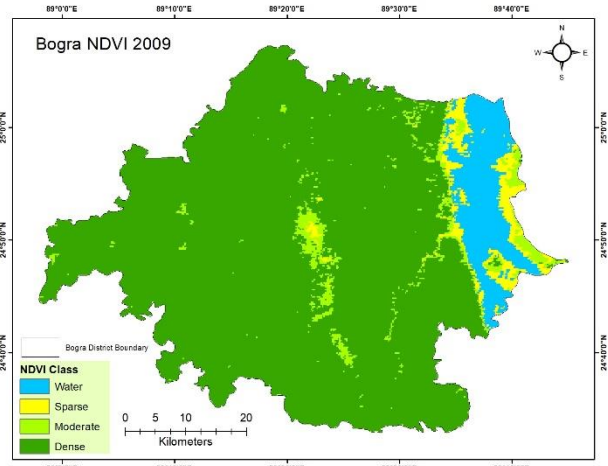 89°0'0"E 89°10'0"E 89°20'0"E 89°30'0"E 89°40'0"E
Bogra NDVI 2009
N
W E
S
25°0'0"N 25°0'0"N
24°50'0"N 24°50'0"N
24°40'0"N 24°40'0"N
Bogra District Boundary
NDVI Class
Water
Sparse
Moderate
Dense
0 5 10 20
Kilometers